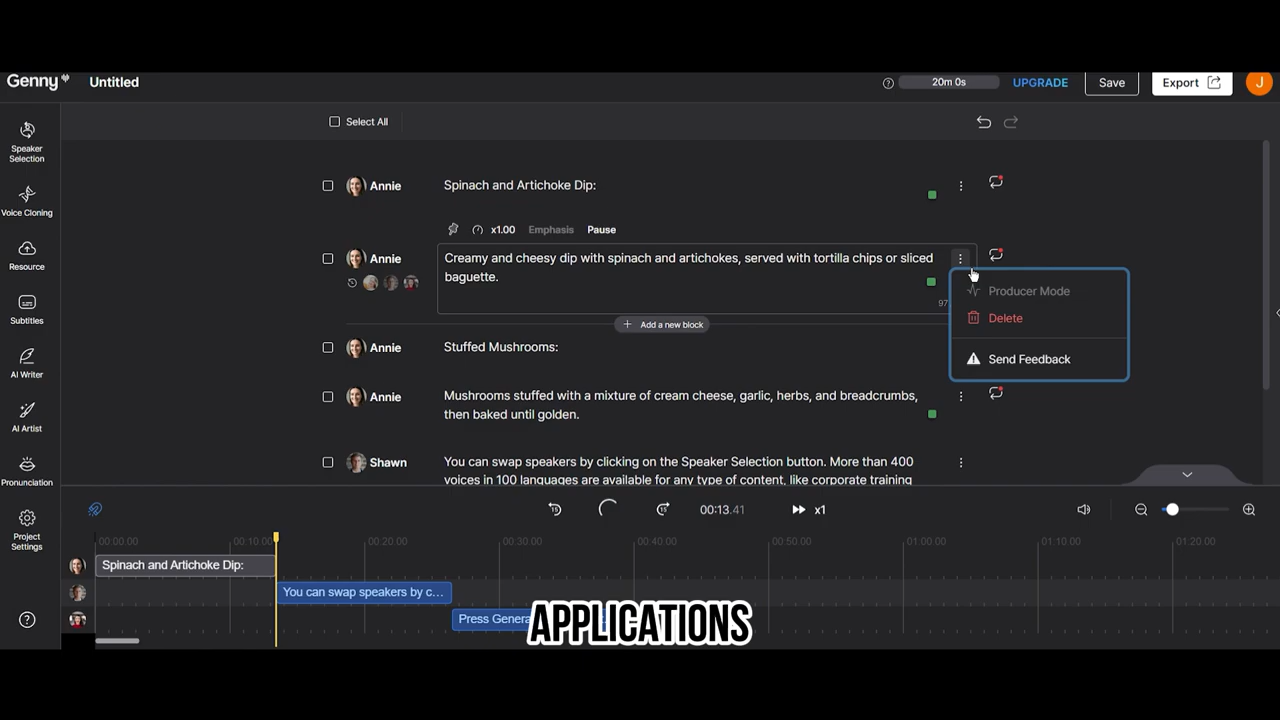 Genny
Untitled
20m 0s
UPGRADE
Save
Export
J
Select All
Speaker
Selection
Voice Cloning
Resource
Subtitles
AI Writer
AI Artist
Pronunciation
Project
Settings
Annie
Spinach and Artichoke Dip:
x1.00 Emphasis Pause
Annie
Creamy and cheesy dip with spinach and artichokes, served with tortilla chips or sliced
baguette.
97
Producer Mode
Delete
Send Feedback
Add a new block
Annie
Stuffed Mushrooms:
Annie
Mushrooms stuffed with a mixture of cream cheese, garlic, herbs, and breadcrumbs,
then baked until golden.
Shawn
You can swap speakers by clicking on the Speaker Selection button. More than 400
voices in 100 languages are available for any type of content, like corporate training
15
15
00:13.41
x1
00:00.00 00:10.00 00:20.00 00:30.00 00:40.00 00:50.00 01:00.00 01:10.00 01:20.00
Spinach and Artichoke Dip:
You can swap speakers by c...
Press Genera
APPLICATIONS